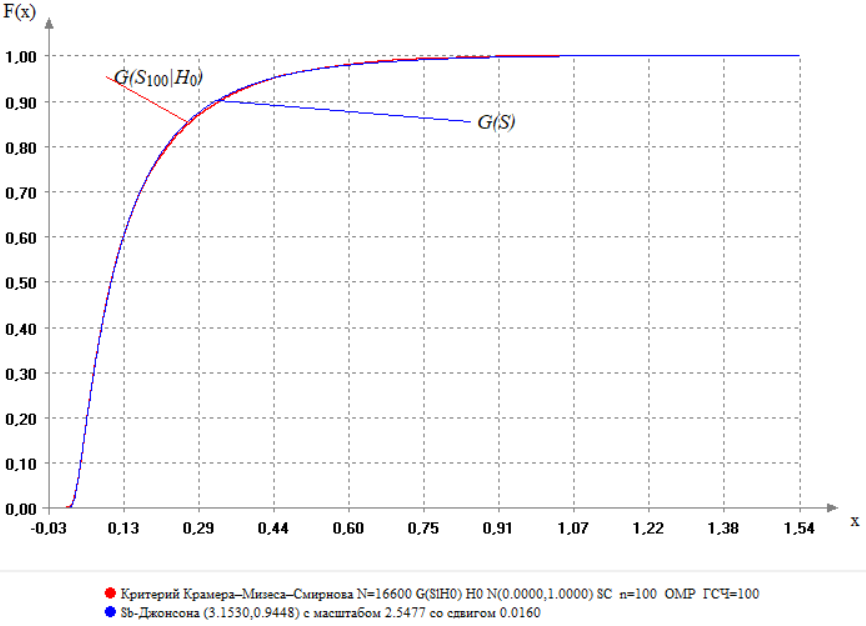 F(x)
1,00
G(S100|H0)
0,90
G(S)
0,80
0,70
0,60
0,50
0,40
0,30
0,20
0,10
0,00
-0,03 0,13 0,29 0,44 0,60 0,75 0,91 1,07 1,22 1,38 1,54
x
Критерий Крамера–Мизеса–Смирнова N=16600 G(S|H0) H0 N(0.0000,1.0000) SC n=100 ОМР ГСЧ=100
Sb-Джонсона (3.1530,0.9448) с масштабом 2.5477 со сдвигом 0.0160